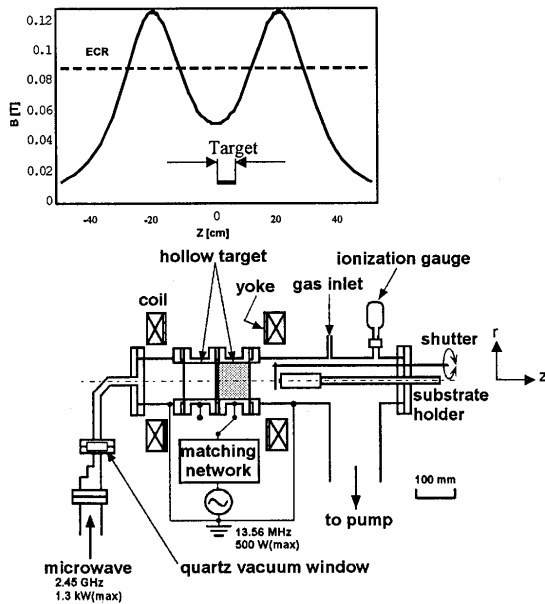 0.12
0.1
0.08
0.06
0.04
0.02
0
B [T]
ECR
Target
-40
-20
0
20
40
Z [cm]
hollow target
ionization gauge
coil
yoke
gas inlet
shutter
r
z
substrate
holder
matching
network
100 mm
to pump
13.56 MHz
500 W(max)
microwave
2.45 GHz
1.3 kW(max)
quartz vacuum window